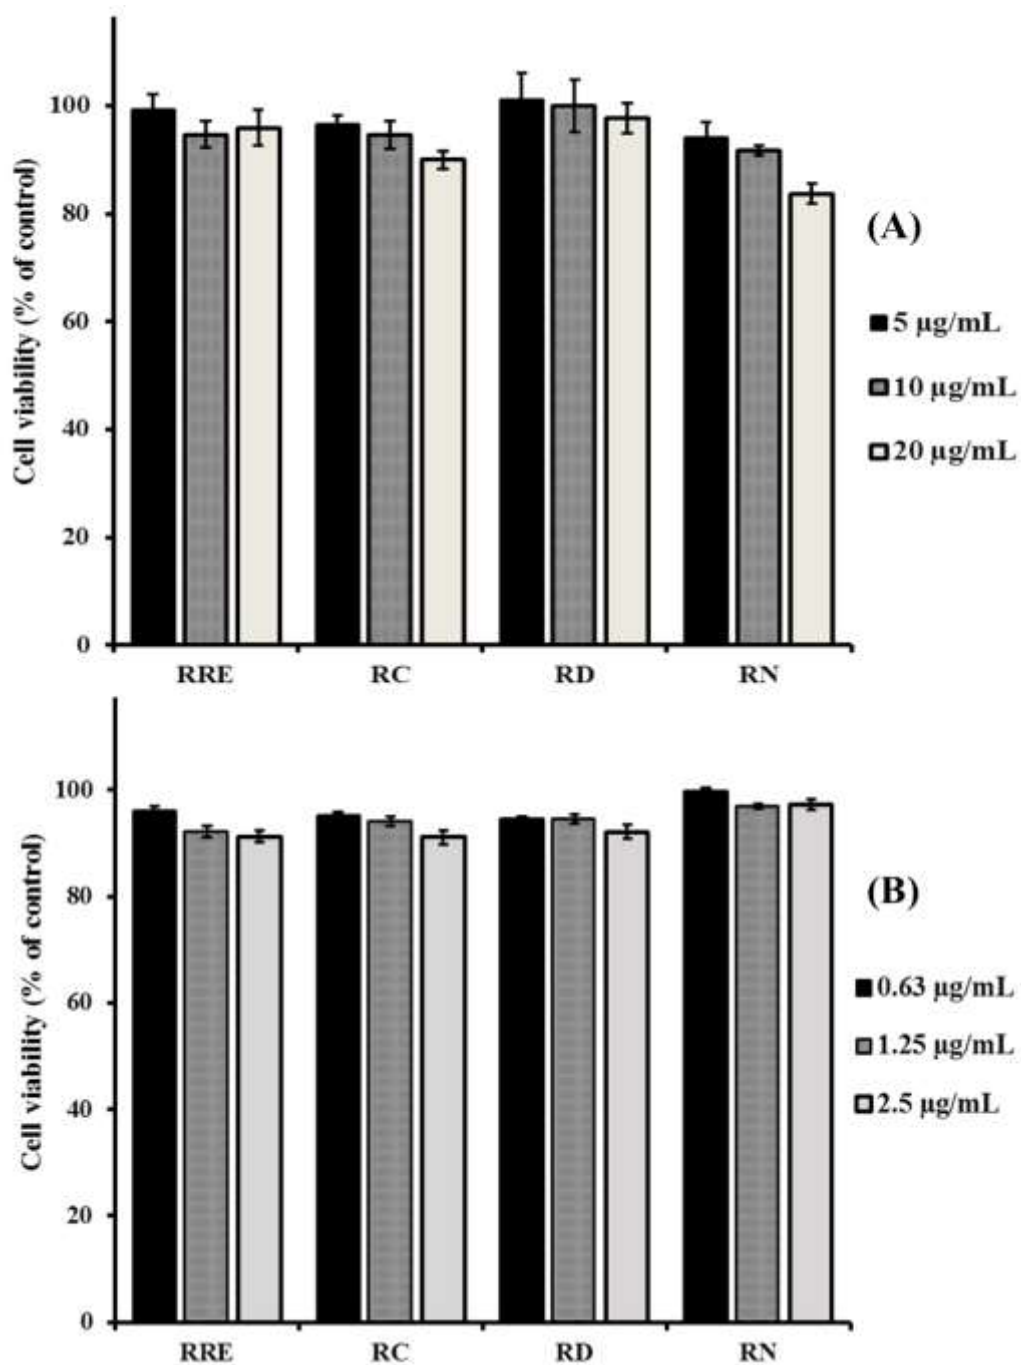 Cell viability (% of control)
100
80
60
40
20
0
RRE RC RD RN
(A)
5 µg/mL
10 µg/mL
20 µg/mL
Cell viability (% of control)
100
80
60
40
20
0
RRE RC RD RN
(B)
0.63 µg/mL
1.25 µg/mL
2.5 µg/mL